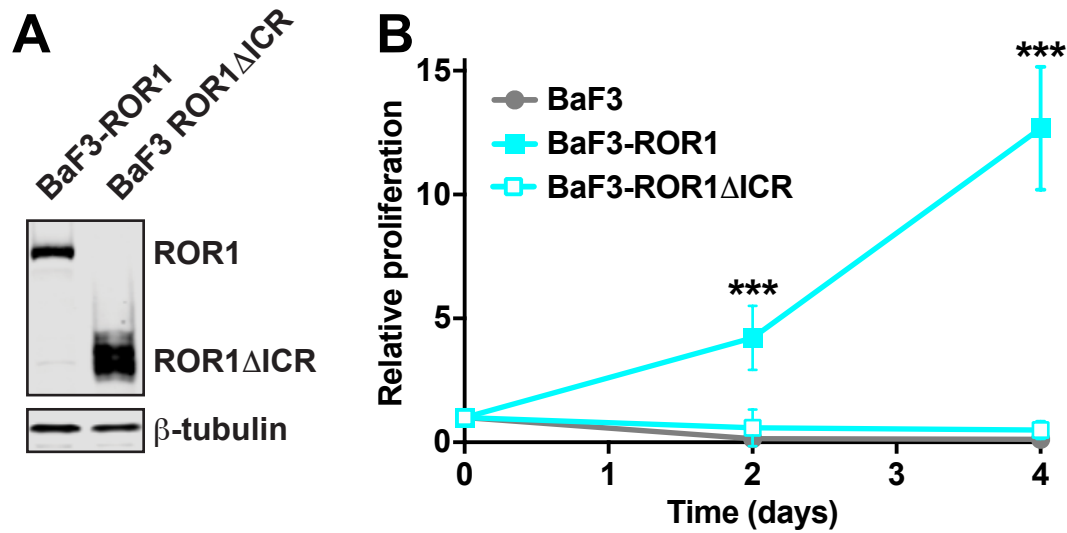 A
BaF3-ROR1
BaF3 ROR1ΔICR
ROR1
ROR1ΔICR
β-tubulin
B
Relative proliferation
15
10
5
0
BaF3
BaF3-ROR1
BaF3-ROR1ΔICR
***
***
0 1 2 3 4
Time (days)